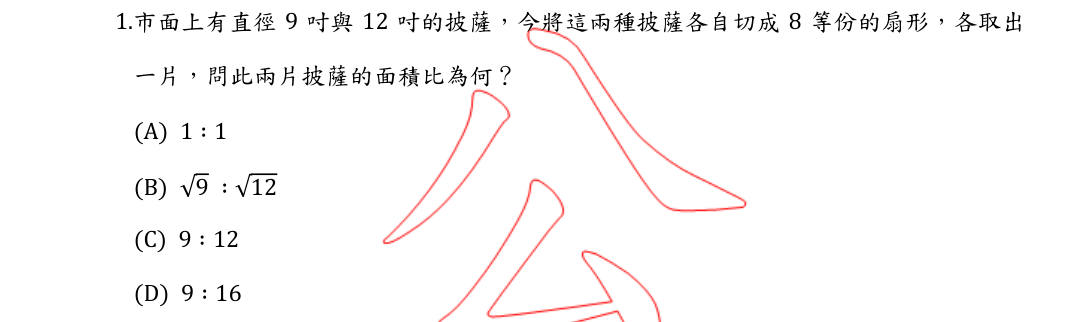 1.市面上有直徑 9 吋與 12 吋的披薩，今將這兩種披薩各自切成 8 等份的扇形，各取出
一片，問此兩片披薩的面積比為何？
(A) 1：1
(B) √9 ：√12
(C) 9：12
(D) 9：16